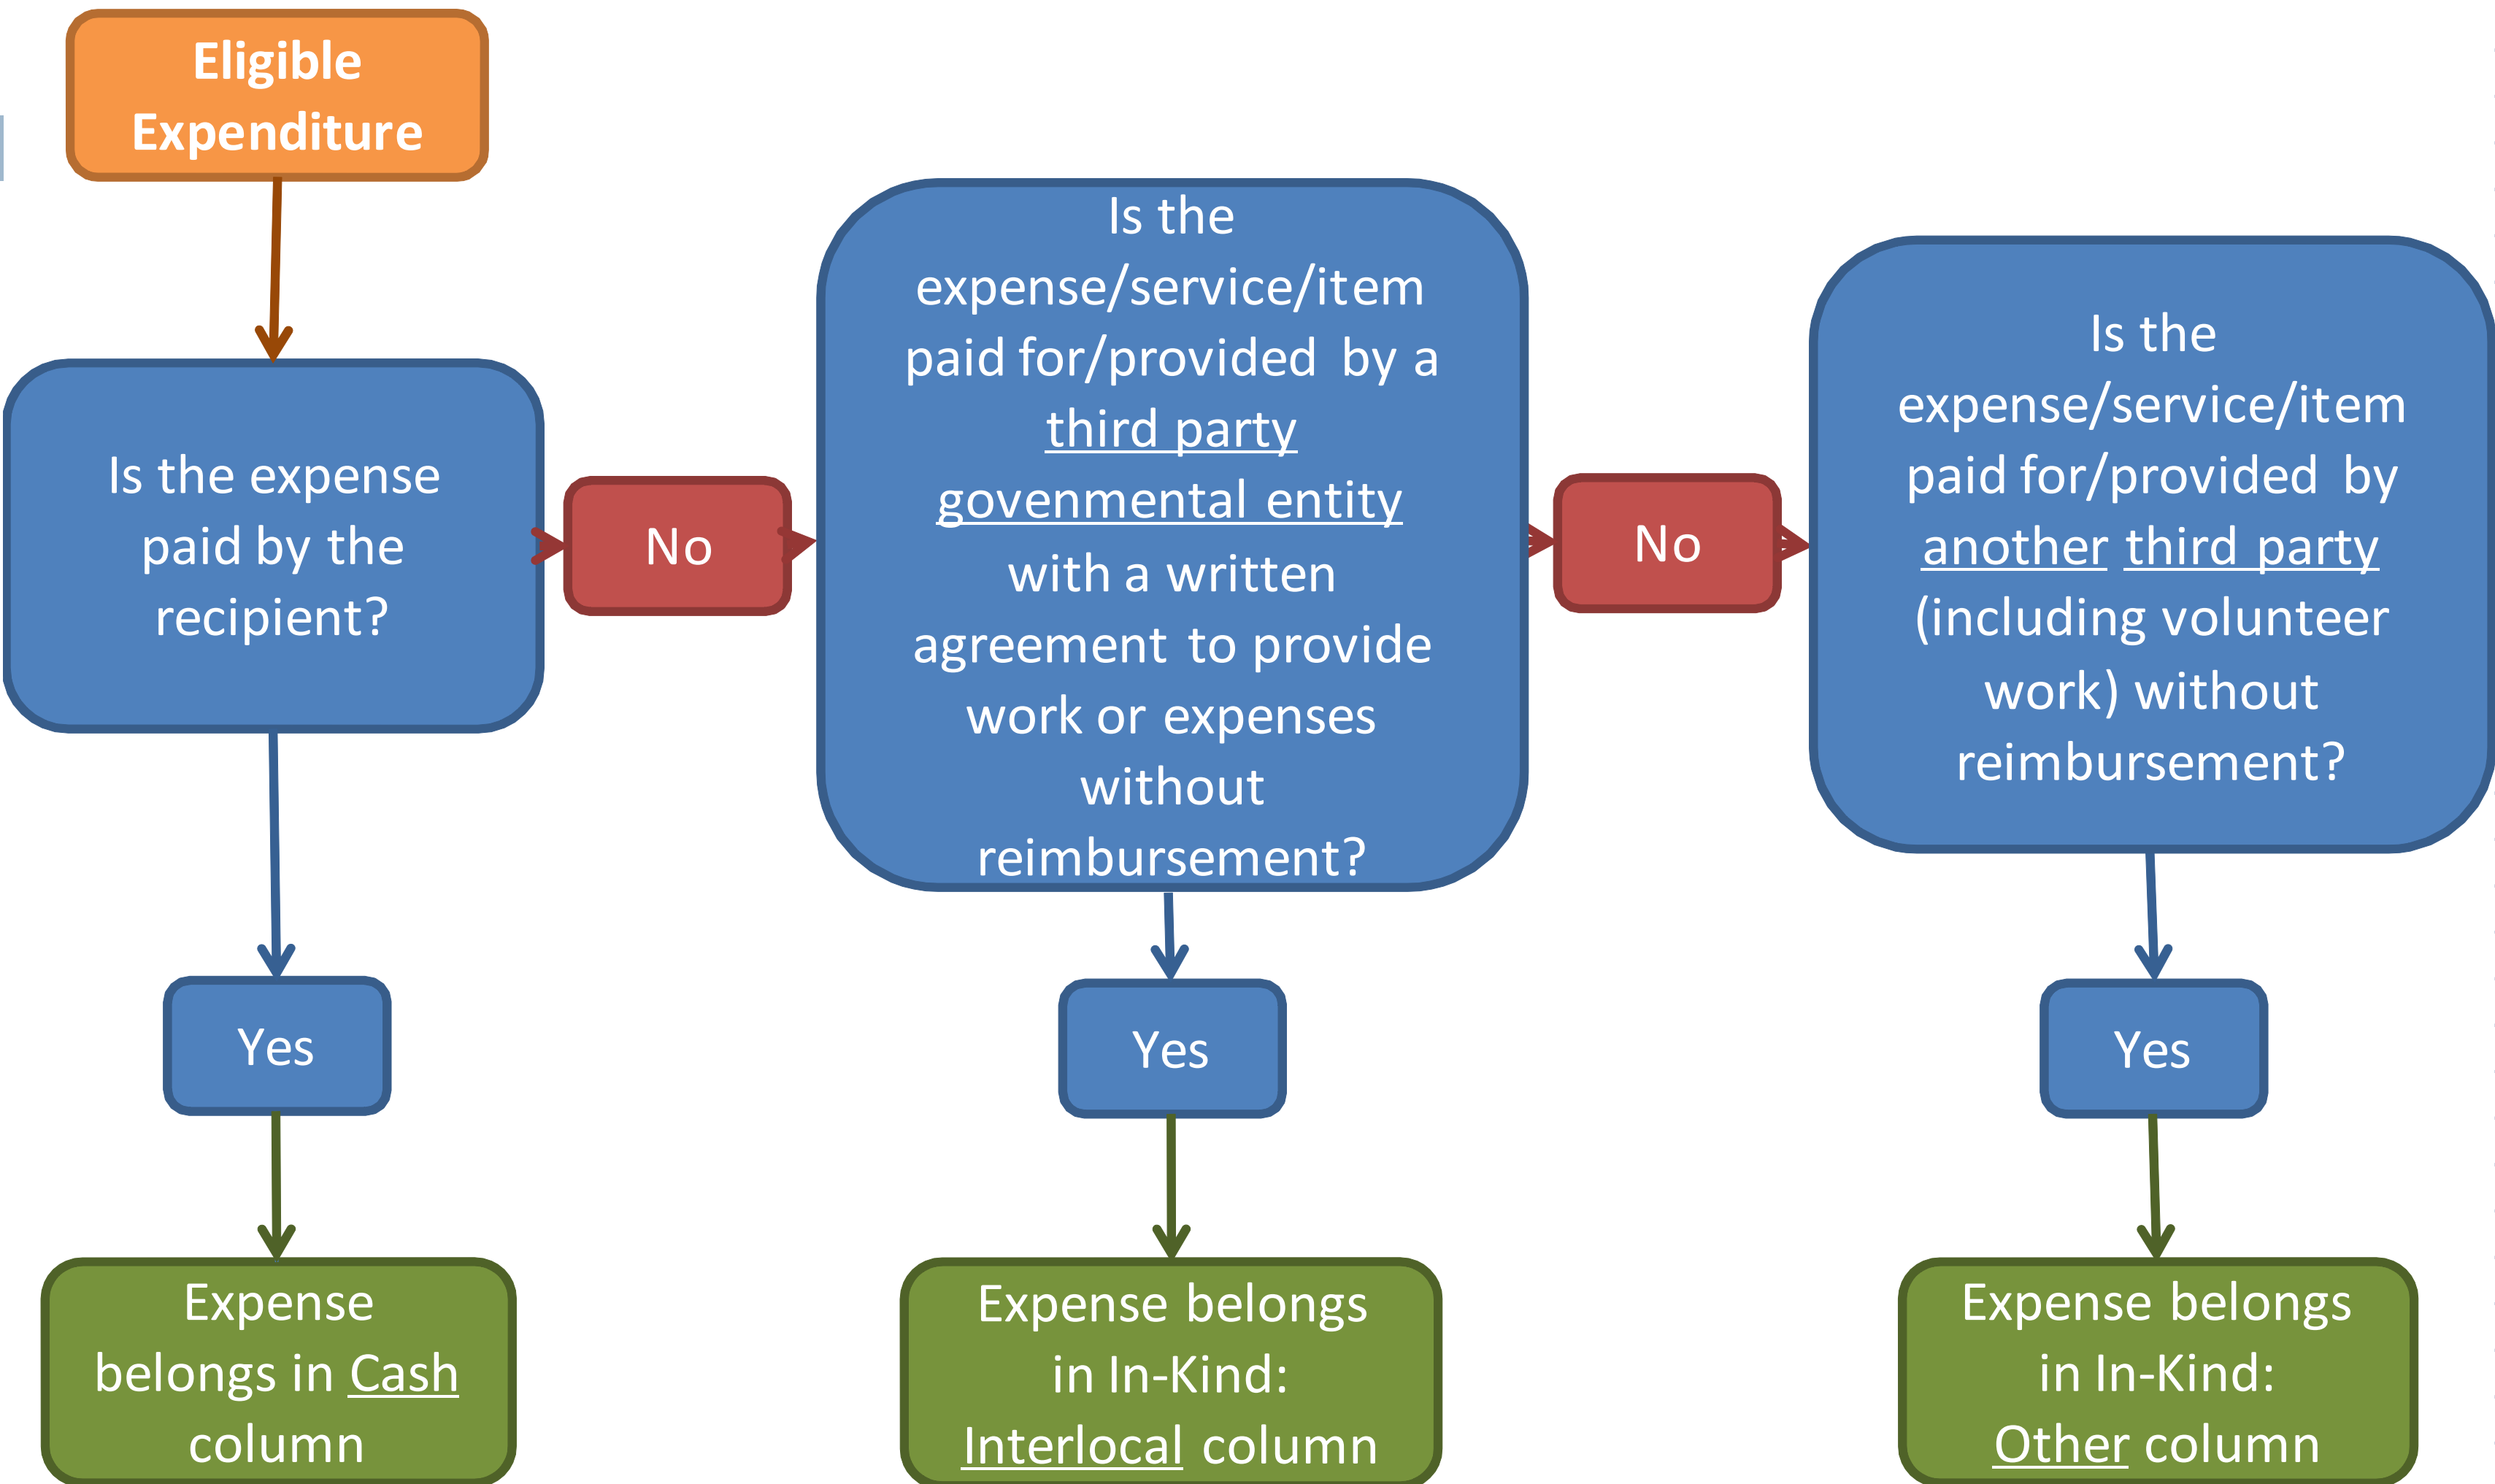 Eligible
Expenditure
Is the expense
paid by the
recipient?
No
Is the
expense/service/item
paid for/provided by a
third party
govenmental entity
with a written
agreement to provide
work or expenses
without
reimbursement?
No
Is the
expense/service/item
paid for/provided by
another third party
(including volunteer
work) without
reimbursement?
Yes
Yes
Yes
Expense
belongs in Cash
column
Expense belongs
in In-Kind:
Interlocal column
Expense belongs
in In-Kind:
Other column